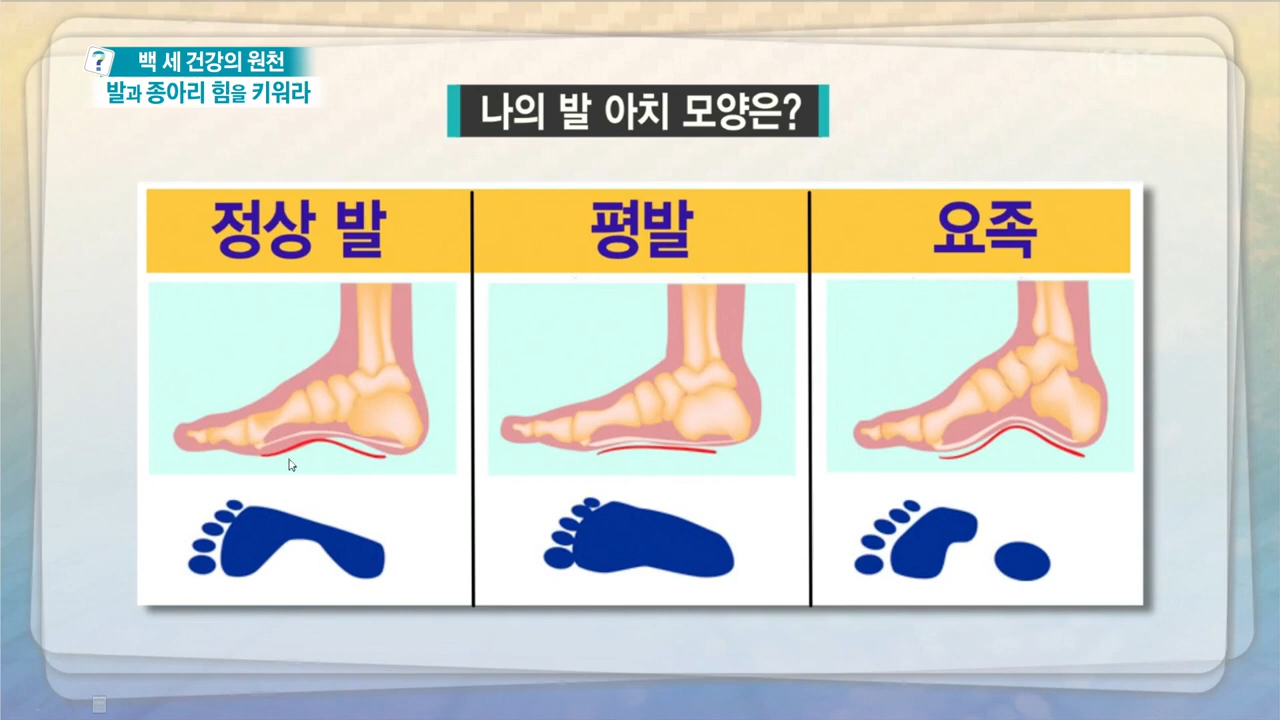 백 세 건강의 원천
발과 종아리 힘을 키워라
나의 발 아치 모양은?
정상 발
평발
요족